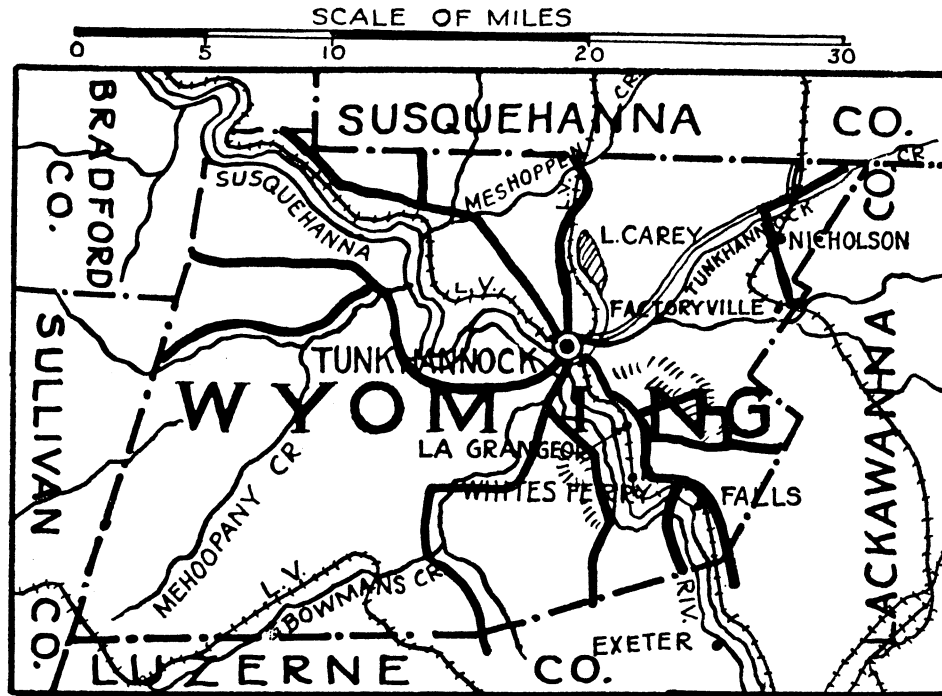 SCALE OF MILES
0 5 10 20 30
SUSQUEHANNA CO.
BRADFORD CO.
CR.
CR
CO.
SUSQUEHANNA
MESHOPPEN
L.V.
L. CAREY
TUNKHANNOCK
NICHOLSON
L.V.
FACTORYVILLE
TUNKHANNOCK
SULLIVAN CO.
WYOMING
LACKAWANNA
LA GRANGE
WHITES FERRY
FALLS
MEHOOPANY CR
L.V.
BOWMANS CR.
RIV.
EXETER
LUZERNE CO.